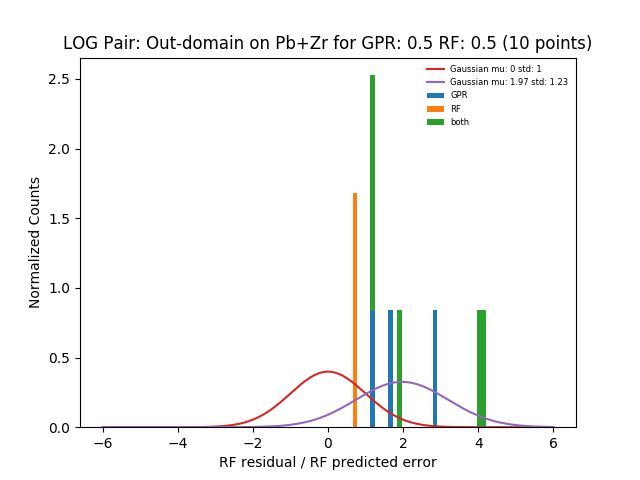 LOG Pair: Out-domain on Pb+Zr for GPR: 0.5 RF: 0.5 (10 points)
Gaussian mu: 0 std: 1
Gaussian mu: 1.97 std: 1.23
GPR
RF
both
Normalized Counts
2.5
2.0
1.5
1.0
0.5
0.0
−6
−4
−2
0
2
4
6
RF residual / RF predicted error